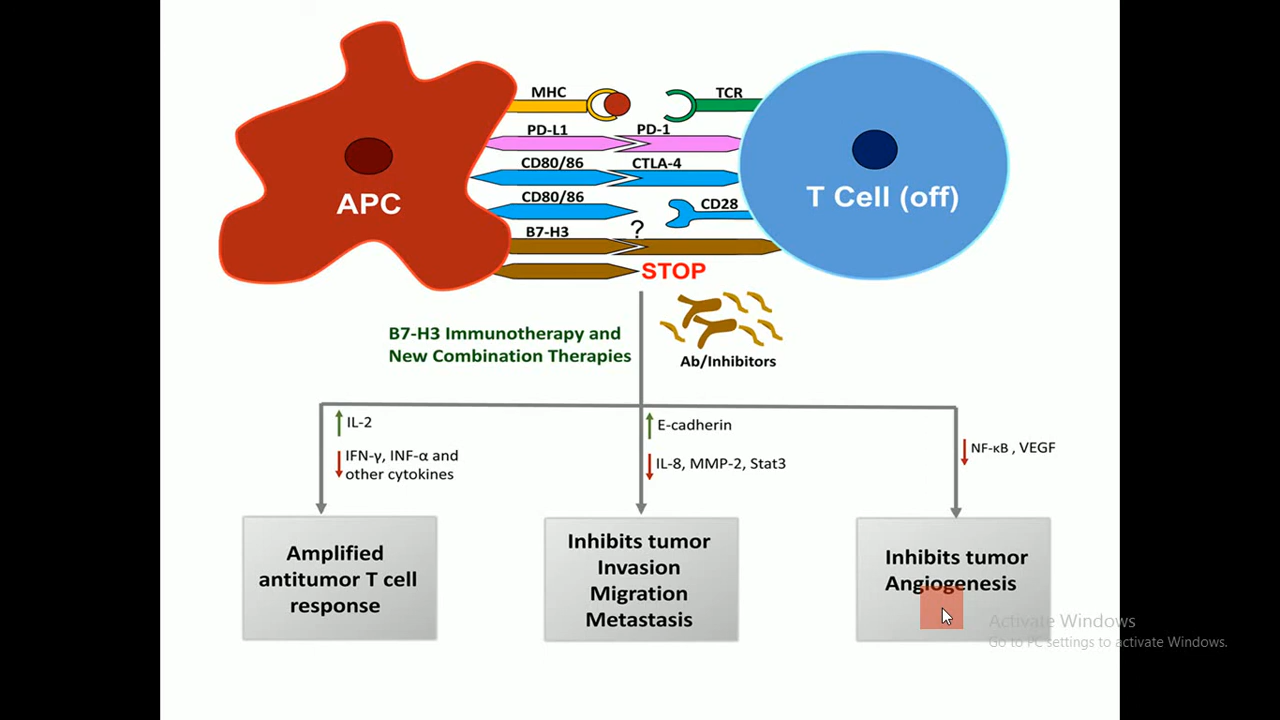 MHC
TCR
PD-L1
PD-1
CD80/86
CTLA-4
CD80/86
CD28
APC
T Cell (off)
B7-H3
?
STOP
B7-H3 Immunotherapy and
New Combination Therapies
Ab/Inhibitors
IL-2
IFN-γ, INF-α and
other cytokines
E-cadherin
IL-8, MMP-2, Stat3
NF-κB , VEGF
Amplified
antitumor T cell
response
Inhibits tumor
Invasion
Migration
Metastasis
Inhibits tumor
Angiogenesis
Activate Windows
Go to PC settings to activate Windows.